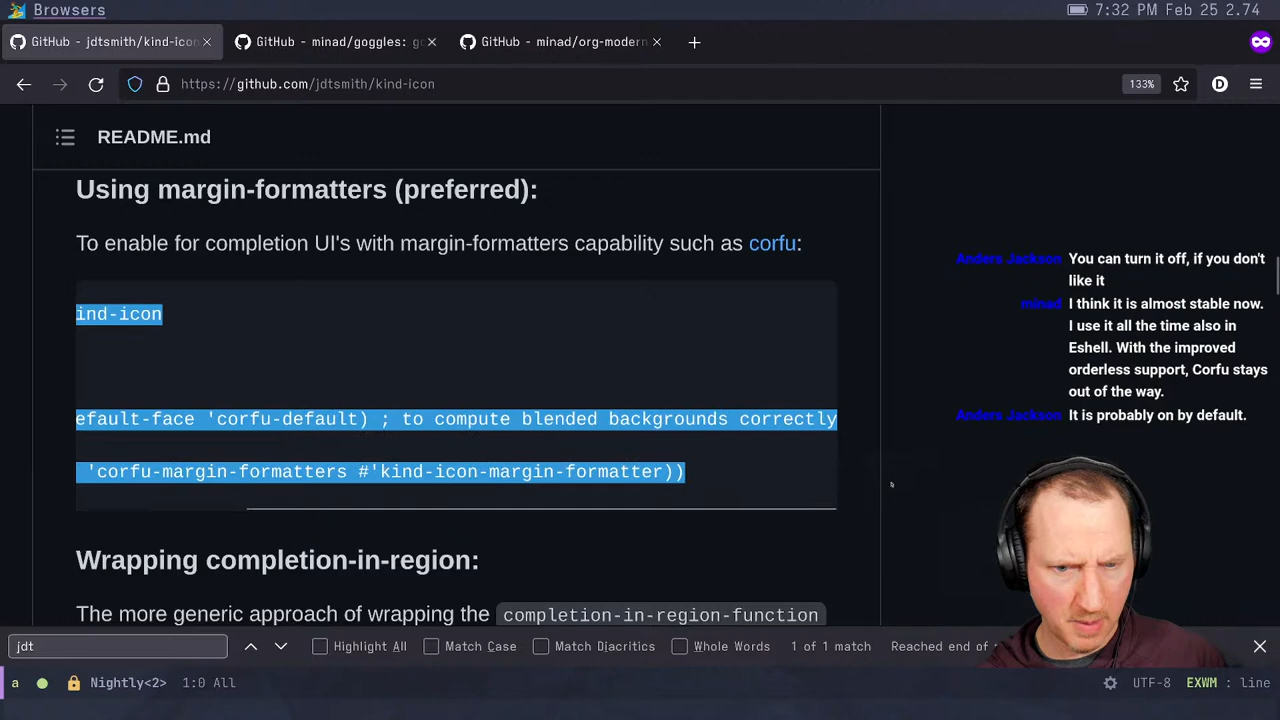 Browsers
7:32 PM Feb 25 2.74
GitHub - jdtsmith/kind-icon
GitHub - minad/goggles: go
GitHub - minad/org-modern
https://github.com/jdtsmith/kind-icon
133%
D
README.md
Using margin-formatters (preferred):
To enable for completion UI's with margin-formatters capability such as corfu:
ind-icon
efault-face 'corfu-default) ; to compute blended backgrounds correctly
'corfu-margin-formatters #'kind-icon-margin-formatter))
Wrapping completion-in-region:
The more generic approach of wrapping the completion-in-region-function
Anders Jackson You can turn it off, if you don't
like it
minad I think it is almost stable now.
I use it all the time also in
Eshell. With the improved
orderless support, Corfu stays
out of the way.
Anders Jackson It is probably on by default.
jdt
Highlight All
Match Case
Match Diacritics
Whole Words
1 of 1 match
Reached end of
a
Nightly<2>
1:0 All
UTF-8
EXWM : line